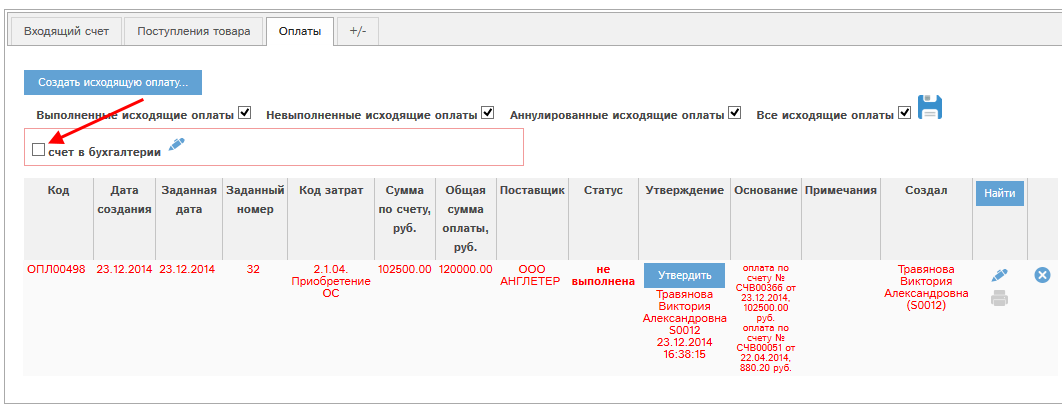 Входящий счет Поступления товара Оплаты +/-
Создать исходящую оплату...
Выполненные исходящие оплаты Невыполненные исходящие оплаты Аннулированные исходящие оплаты Все исходящие оплаты
счет в бухгалтерии
Код Дата Заданная Заданный Код затрат Сумма Общая Поставщик Статус Утверждение Основание Примечания Создал Найти
создания дата номер по счету, сумма
руб. оплаты,
руб.
ОПЛ00498 23.12.2014 23.12.2014 32 2.1.04. 102500.00 120000.00 ООО не Утвердить оплата по Травянова
Приобретение АНГЛЕТЕР выполнена счету № Виктория
ОС СЧВ00366 от Александровна
Травянова 23.12.2014, (S0012)
Виктория 102500.00
Александровна руб.
S0012 оплата по
23.12.2014 счету №
16:38:15 СЧВ00051 от
22.04.2014,
880.20 руб.